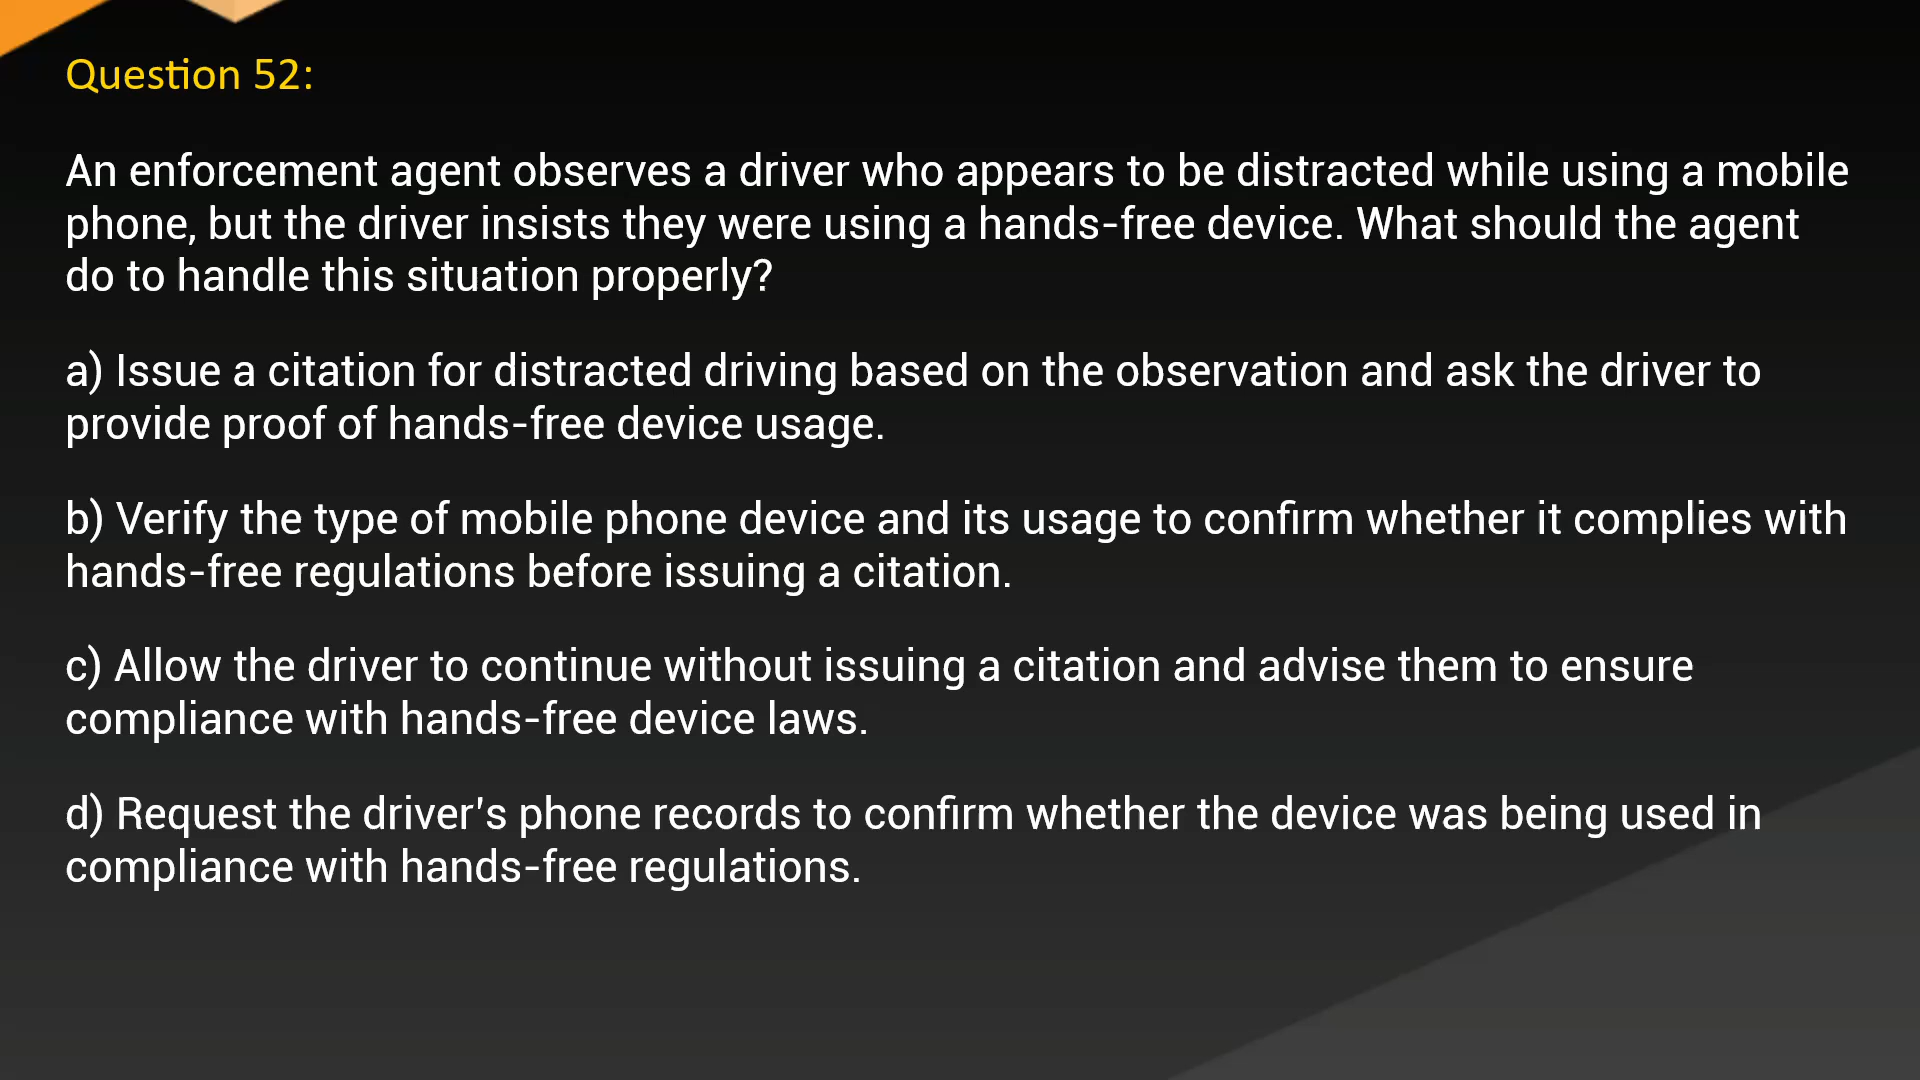 Question 52:
An enforcement agent observes a driver who appears to be distracted while using a mobile
phone, but the driver insists they were using a hands-free device. What should the agent
do to handle this situation properly?
a) Issue a citation for distracted driving based on the observation and ask the driver to
provide proof of hands-free device usage.
b) Verify the type of mobile phone device and its usage to confirm whether it complies with
hands-free regulations before issuing a citation.
c) Allow the driver to continue without issuing a citation and advise them to ensure
compliance with hands-free device laws.
d) Request the driver's phone records to confirm whether the device was being used in
compliance with hands-free regulations.